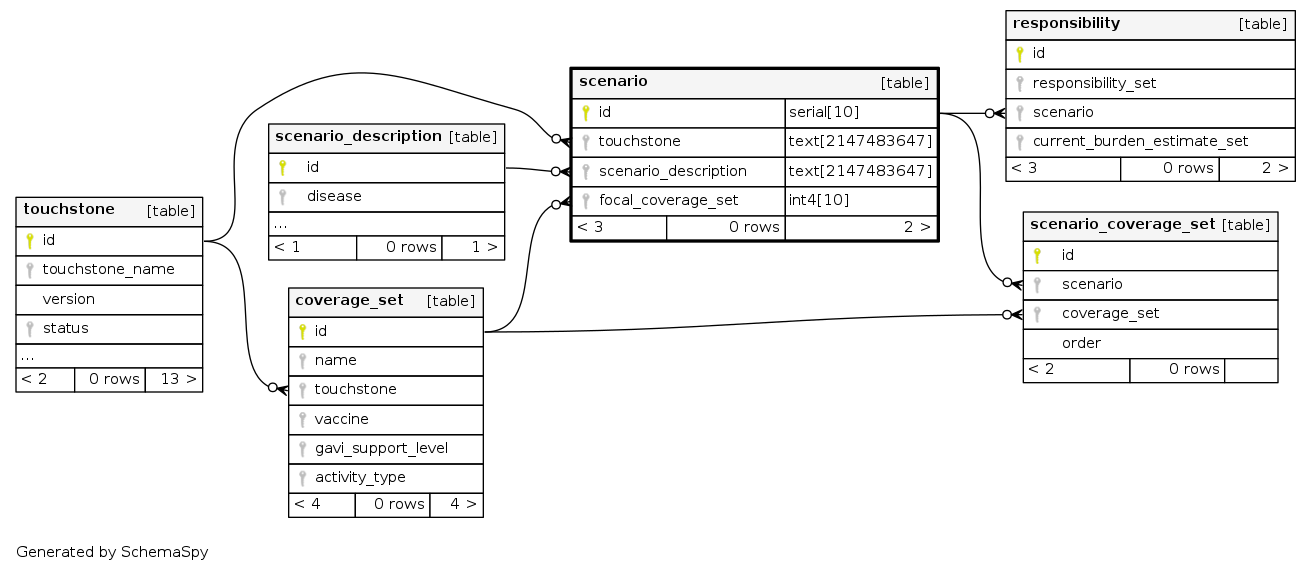 touchstone [table]
id
touchstone_name
version
status
...
< 2 0 rows 13 >
scenario_description [table]
id
disease
...
< 1 0 rows 1 >
coverage_set [table]
id
name
touchstone
vaccine
gavi_support_level
activity_type
< 4 0 rows 4 >
scenario [table]
id serial[10]
touchstone text[2147483647]
scenario_description text[2147483647]
focal_coverage_set int4[10]
< 3 0 rows 2 >
responsibility [table]
id
responsibility_set
scenario
current_burden_estimate_set
< 3 0 rows 2 >
scenario_coverage_set [table]
id
scenario
coverage_set
order
< 2 0 rows
Generated by SchemaSpy